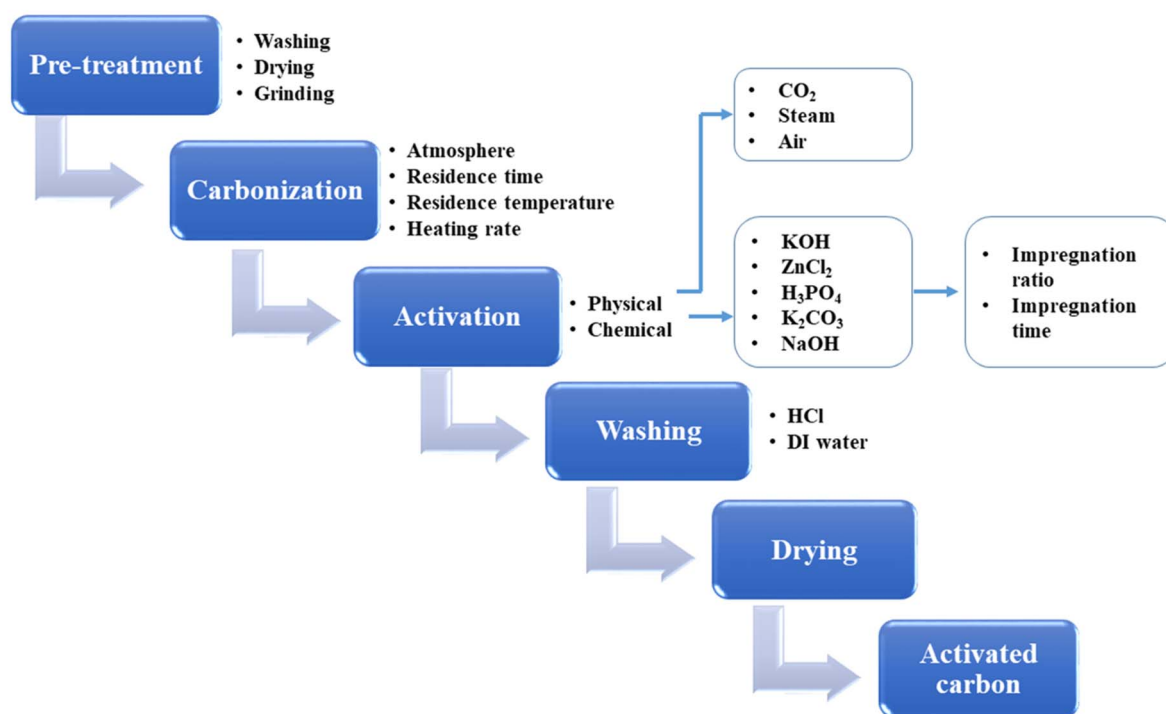 Pre-treatment
• Washing
• Drying
• Grinding
Carbonization
• Atmosphere
• Residence time
• Residence temperature
• Heating rate
Activation
• Physical
• Chemical
• CO₂
• Steam
• Air
• KOH
• ZnCl₂
• H₃PO₄
• K₂CO₃
• NaOH
• Impregnation
ratio
• Impregnation
time
Washing
• HCl
• DI water
Drying
Activated
carbon